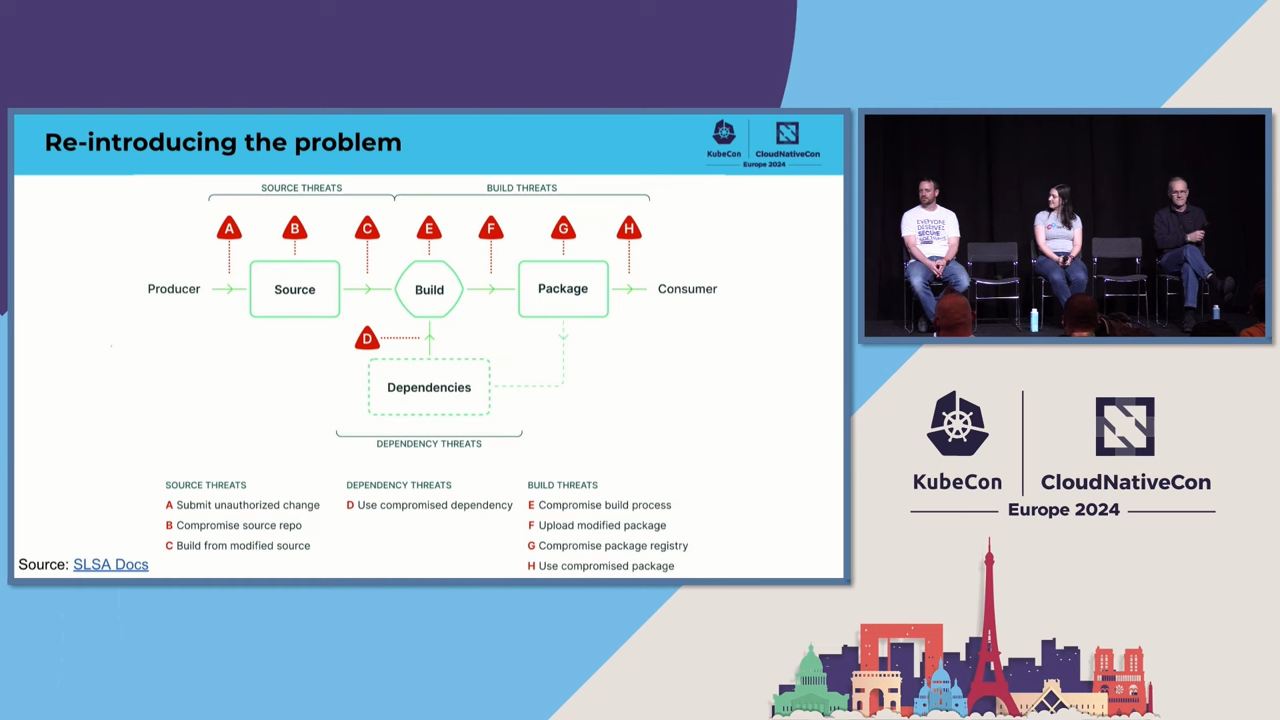 Re-introducing the problem
KubeCon
CloudNativeCon
Europe 2024
SOURCE THREATS
BUILD THREATS
A
B
C
E
F
G
H
Producer
Source
Build
Package
Consumer
D
Dependencies
DEPENDENCY THREATS
SOURCE THREATS
A Submit unauthorized change
B Compromise source repo
C Build from modified source
DEPENDENCY THREATS
D Use compromised dependency
BUILD THREATS
E Compromise build process
F Upload modified package
G Compromise package registry
H Use compromised package
Source: SLSA Docs
EVERYONE
DESERVES
SECURE
KubeCon
CloudNativeCon
Europe 2024